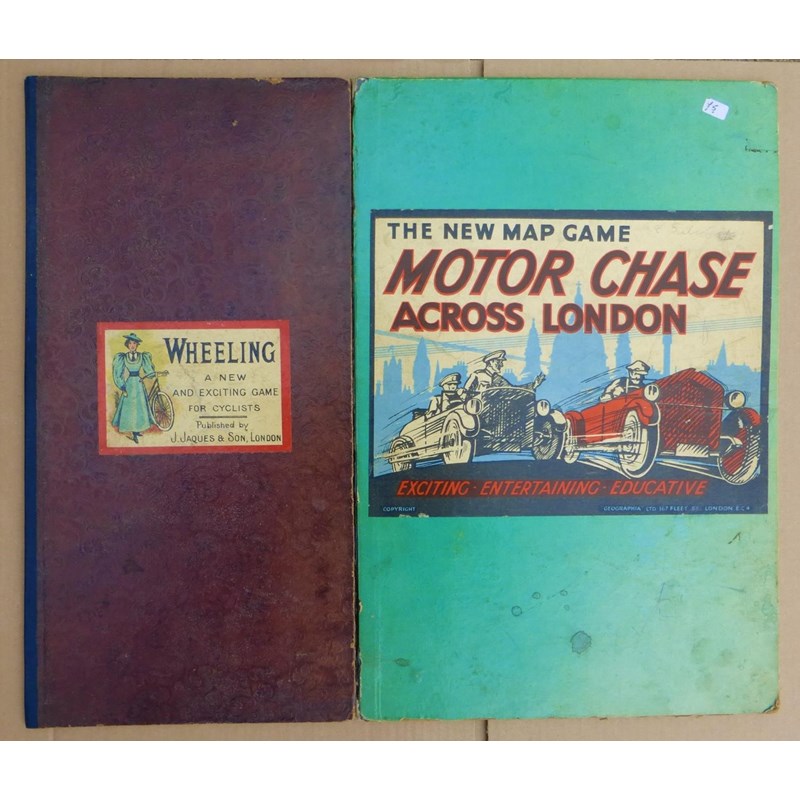 WHEELING
A NEW
AND EXCITING GAME
FOR CYCLISTS
Published by
J. JAQUES & SON, LONDON
THE NEW MAP GAME
MOTOR CHASE
ACROSS LONDON
EXCITING · ENTERTAINING · EDUCATIVE
COPYRIGHT
GEOGRAPHIA LTD 167 FLEET ST. LONDON E.C.4